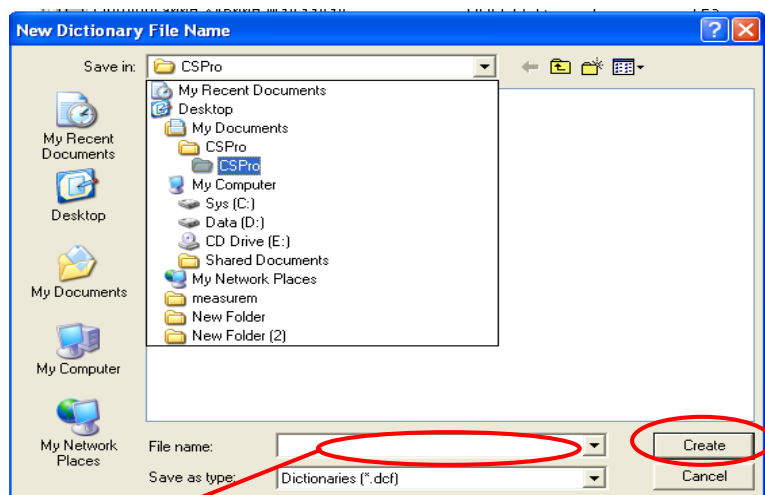 New Dictionary File Name
Save in: CSPro
My Recent Documents
Desktop
My Documents
CSPro
CSPro
My Computer
Sys (C:)
Data (D:)
CD Drive (E:)
Shared Documents
My Network Places
measurem
New Folder
New Folder (2)
My Recent
Documents
Desktop
My Documents
My Computer
My Network
Places
File name:
Create
Save as type: Dictionaries (*.dcf)
Cancel